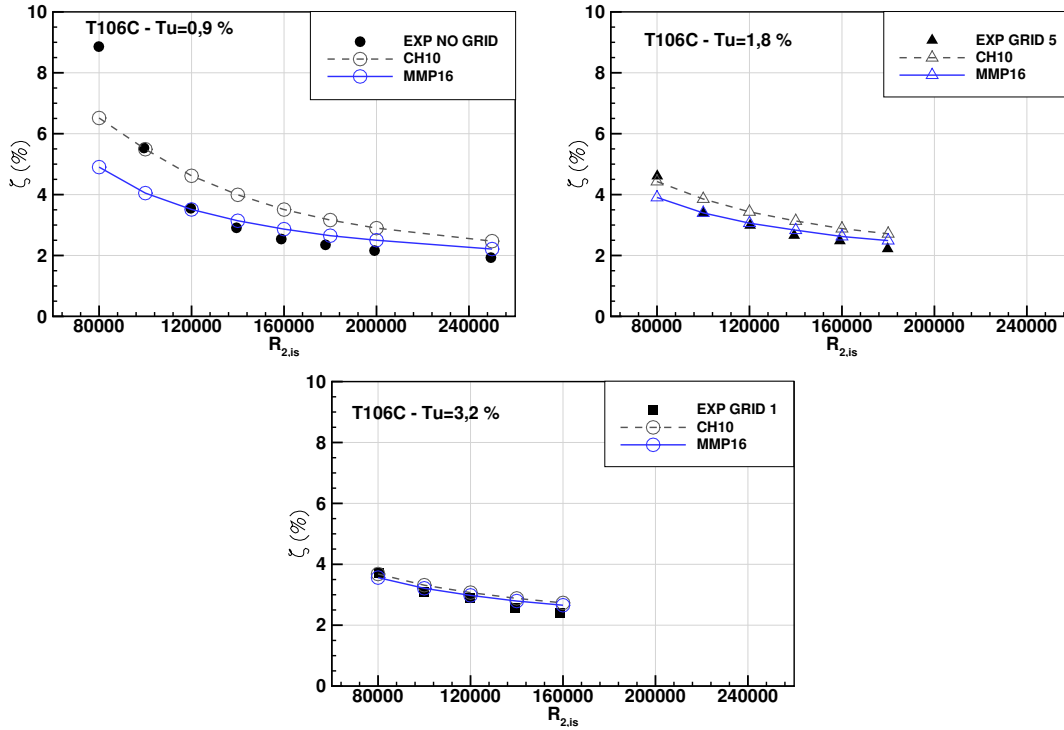 T106C - Tu=0,9 %
EXP NO GRID
CH10
MMP16
ζ (%)
10
8
6
4
2
0
80000 120000 160000 200000 240000
R2,is
T106C - Tu=1,8 %
EXP GRID 5
CH10
MMP16
ζ (%)
10
8
6
4
2
0
80000 120000 160000 200000 240000
R2,is
T106C - Tu=3,2 %
EXP GRID 1
CH10
MMP16
ζ (%)
10
8
6
4
2
0
80000 120000 160000 200000 240000
R2,is